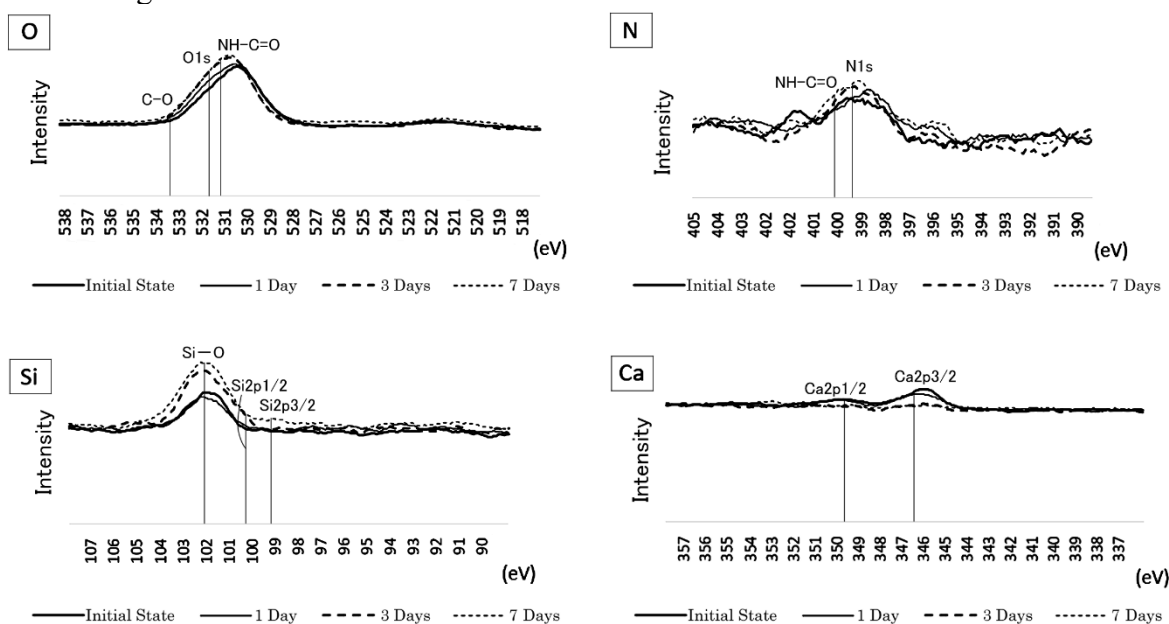 O
NH-C=O
O1s
C-O
Intensity
538 537 536 535 534 533 532 531 530 529 528 527 526 525 524 523 522 521 520 519 518
(eV)
Initial State 1 Day 3 Days 7 Days
N
N1s
NH-C=O
Intensity
405 404 403 402 402 401 400 399 398 397 396 395 394 393 392 391 390
(eV)
Initial State 1 Day 3 Days 7 Days
Si
Si-O
Si2p1/2
Si2p3/2
Intensity
107 106 105 104 103 102 101 100 99 98 97 96 95 94 93 92 91 90
(eV)
Initial State 1 Day 3 Days 7 Days
Ca
Ca2p1/2
Ca2p3/2
Intensity
357 356 355 354 353 352 351 350 349 348 347 346 345 344 343 342 341 340 339 338 337
(eV)
Initial State 1 Day 3 Days 7 Days